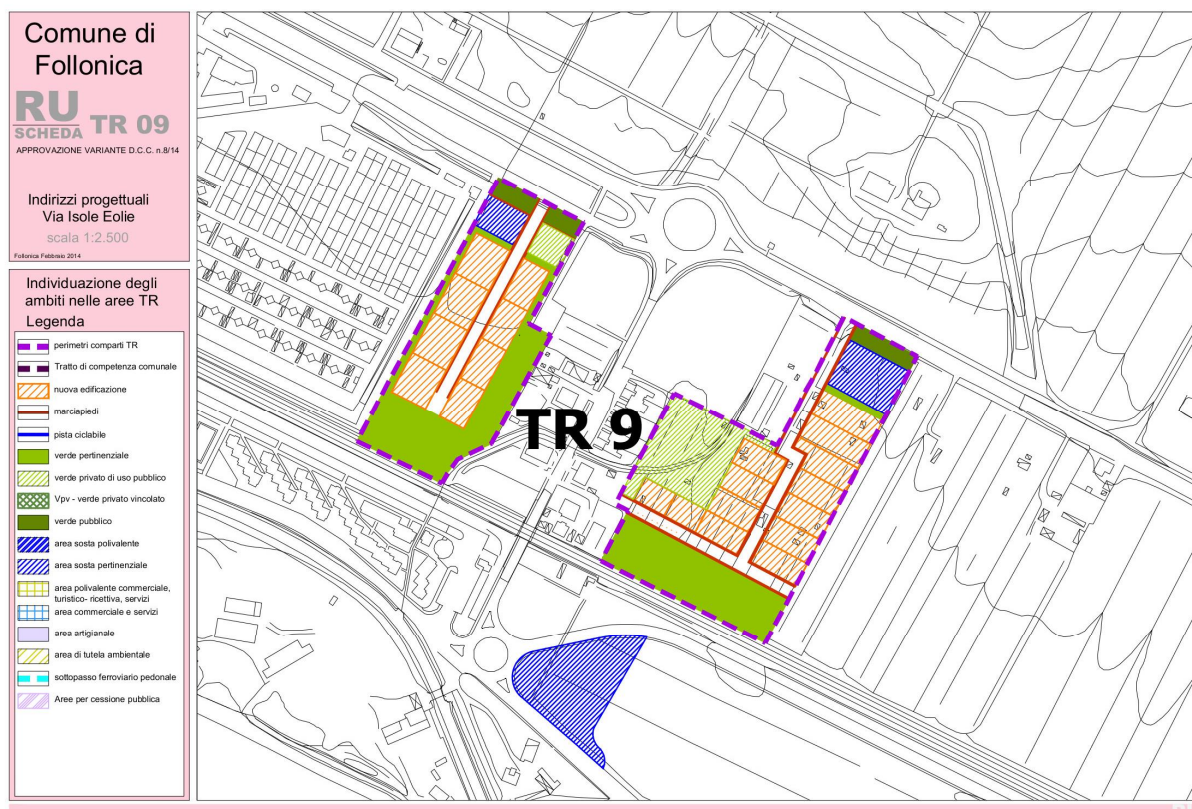 Comune di
Follonica
RU
SCHEDA TR 09
APPROVAZIONE VARIANTE D.C.C. n.8/14
Indirizzi progettuali
Via Isole Eolie
scala 1:2.500
Follonica Febbraio 2014
Individuazione degli
ambiti nelle aree TR
Legenda
perimetri comparti TR
Tratto di competenza comunale
nuova edificazione
marciapiedi
pista ciclabile
verde pertinenziale
verde privato di uso pubblico
Vpv - verde privato vincolato
verde pubblico
area sosta polivalente
area sosta pertinenziale
area polivalente commerciale,
turistico- ricettiva, servizi
area commerciale e servizi
area artigianale
area di tutela ambientale
sottopasso ferroviario pedonale
Aree per cessione pubblica
TR 9